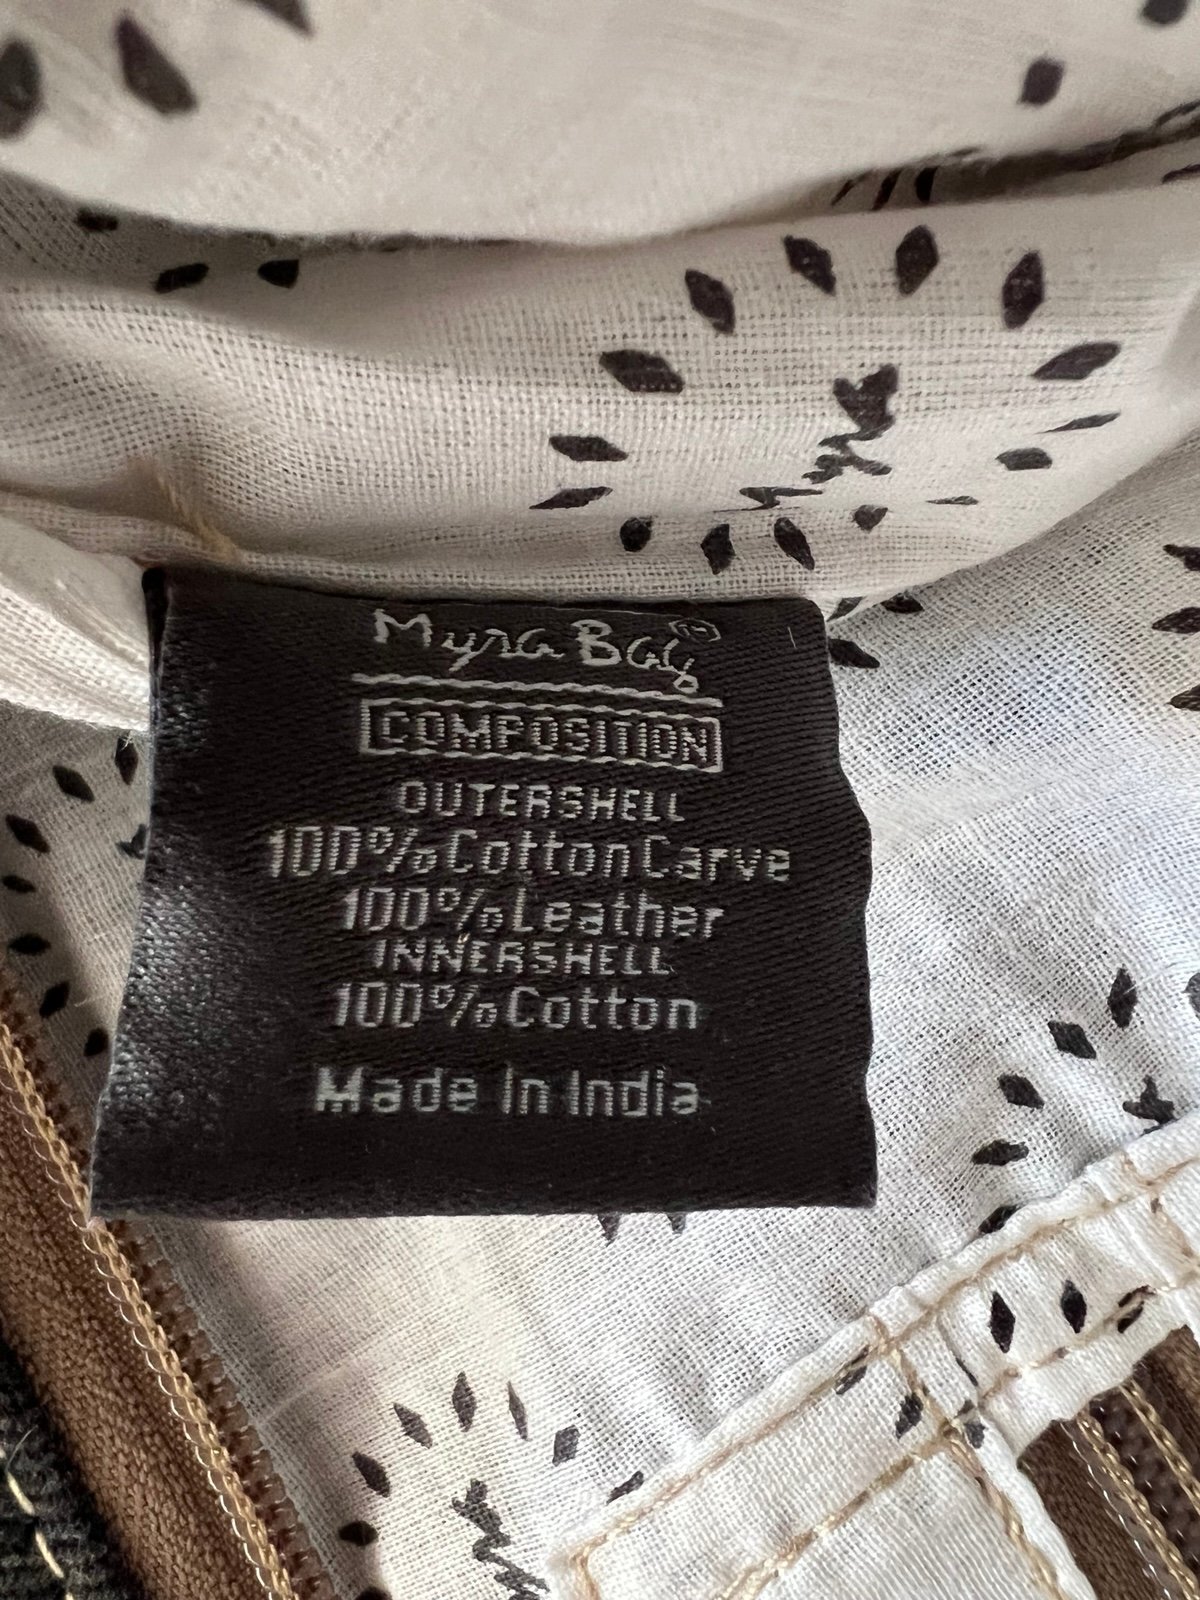 Myra Bag
COMPOSITION
OUTERSHELL
100% Cotton Carve
100% Leather
INNERSHELL
100% Cotton
Made In India